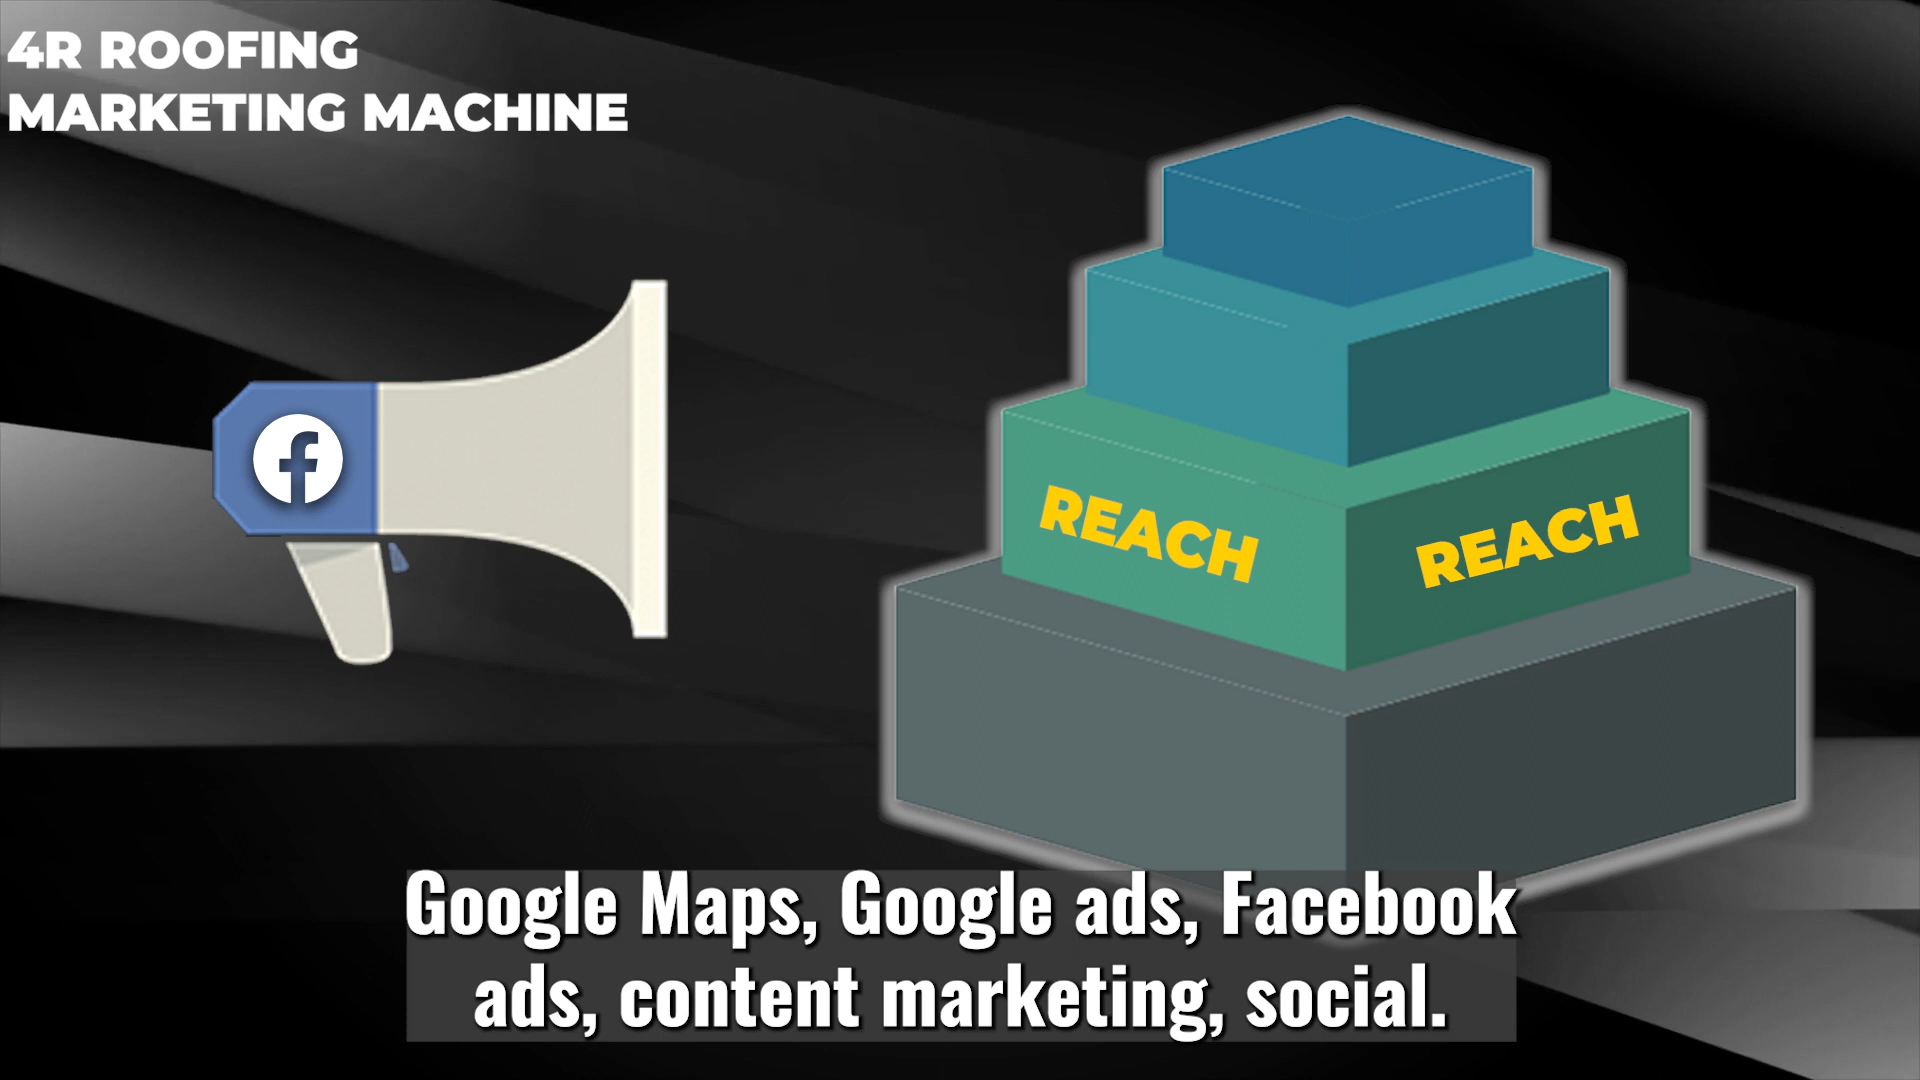 4R ROOFING
MARKETING MACHINE
REACH
REACH
Google Maps, Google ads, Facebook
ads, content marketing, social.